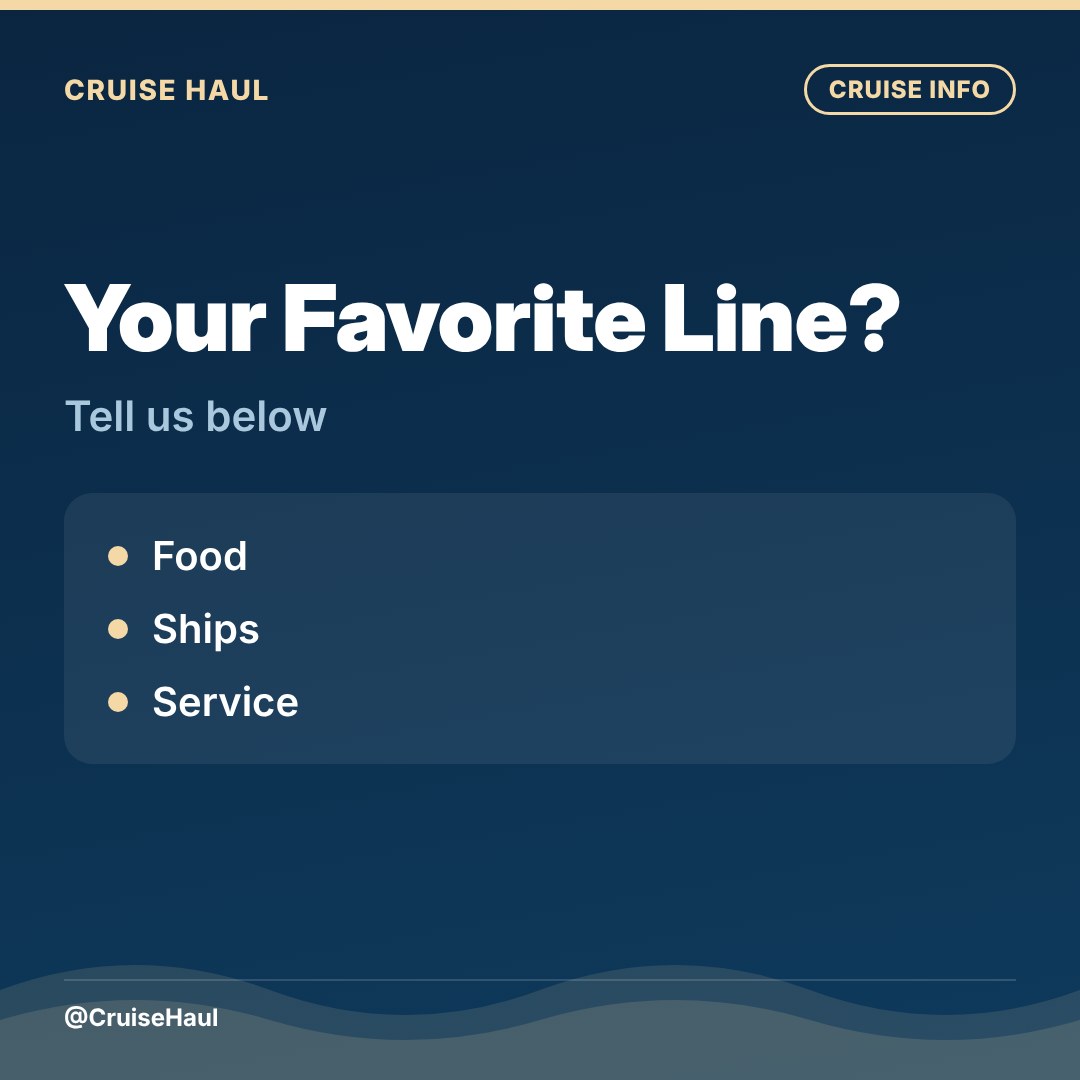 CRUISE HAUL
CRUISE INFO
Your Favorite Line?
Tell us below
Food
Ships
Service
@CruiseHaul